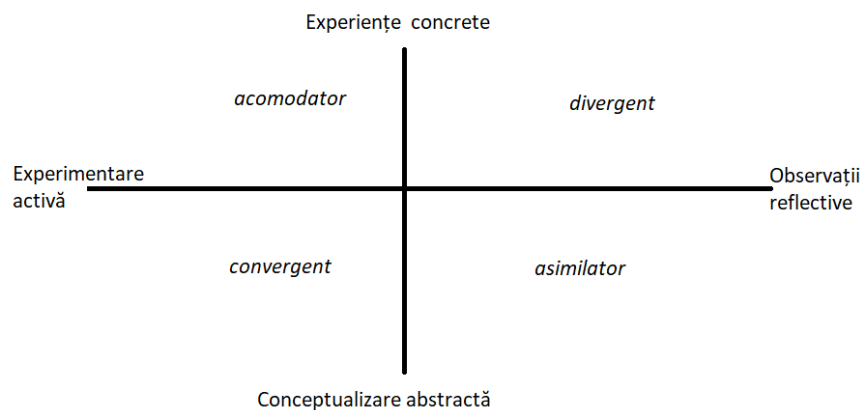 Experiențe concrete
acomodator
divergent
Experimentare
activă
Observații
reflective
convergent
asimilator
Conceptualizare abstractă